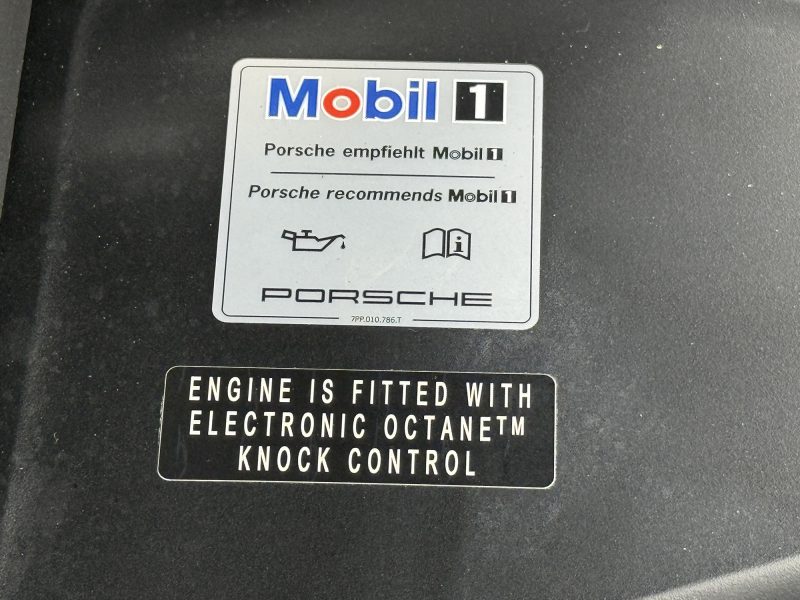 Mobil 1
Porsche empfiehlt Mobil 1
Porsche recommends Mobil 1
i
PORSCHE
7PP.010.786.T
ENGINE IS FITTED WITH
ELECTRONIC OCTANE™
KNOCK CONTROL